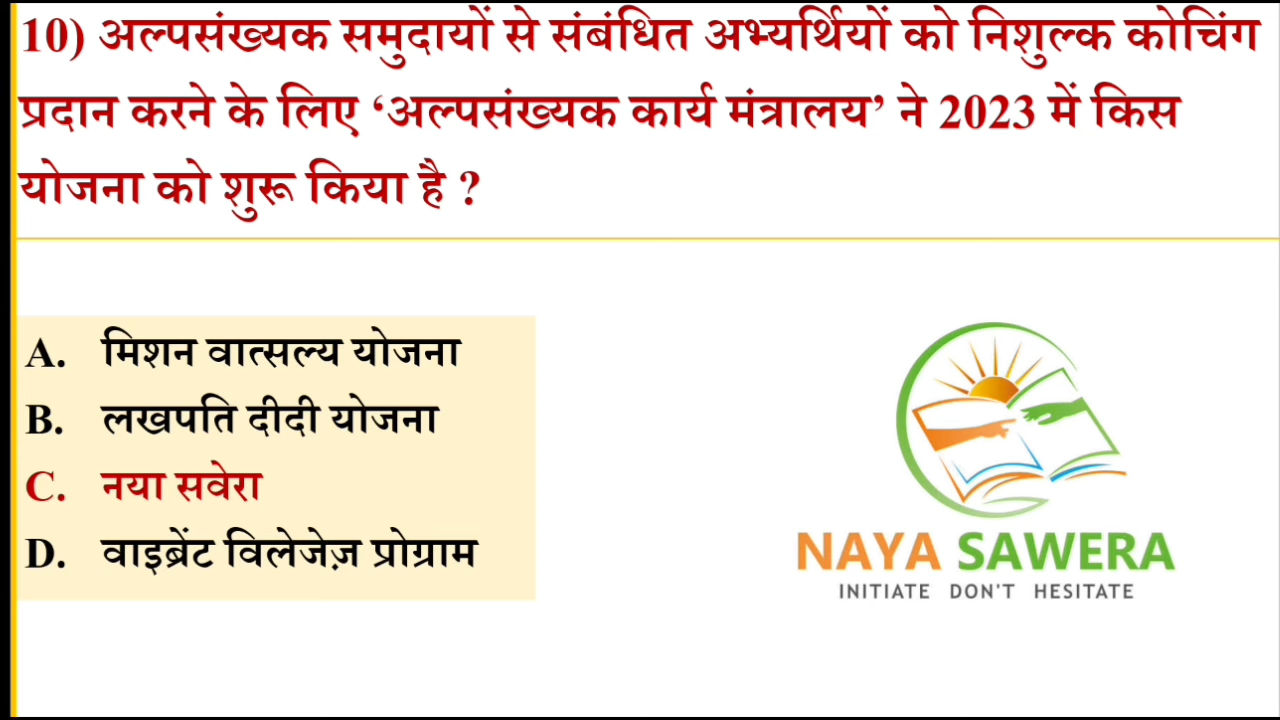 10) अल्पसंख्यक समुदायों से संबंधित अभ्यर्थियों को निशुल्क कोचिंग
प्रदान करने के लिए ‘अल्पसंख्यक कार्य मंत्रालय’ ने 2023 में किस
योजना को शुरू किया है ?
A. मिशन वात्सल्य योजना
B. लखपति दीदी योजना
C. नया सवेरा
D. वाइब्रेंट विलेजेज़ प्रोग्राम
NAYA SAWERA
INITIATE DON'T HESITATE